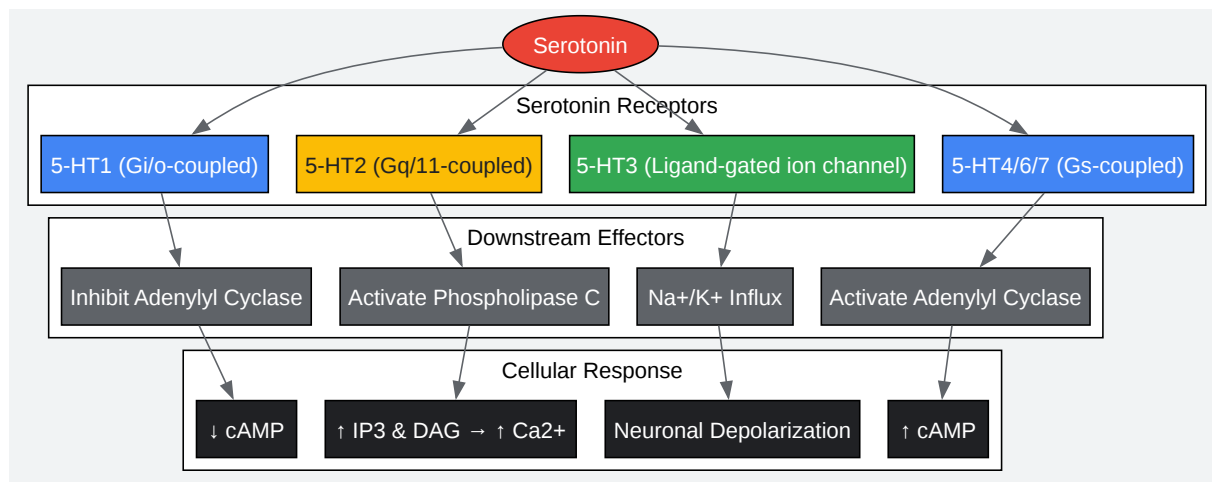 Serotonin
Serotonin Receptors
5-HT1 (Gi/o-coupled)
5-HT2 (Gq/11-coupled)
5-HT3 (Ligand-gated ion channel)
5-HT4/6/7 (Gs-coupled)
Downstream Effectors
Inhibit Adenylyl Cyclase
Activate Phospholipase C
Na+/K+ Influx
Activate Adenylyl Cyclase
Cellular Response
↓ cAMP
↑ IP3 & DAG → ↑ Ca2+
Neuronal Depolarization
↑ cAMP